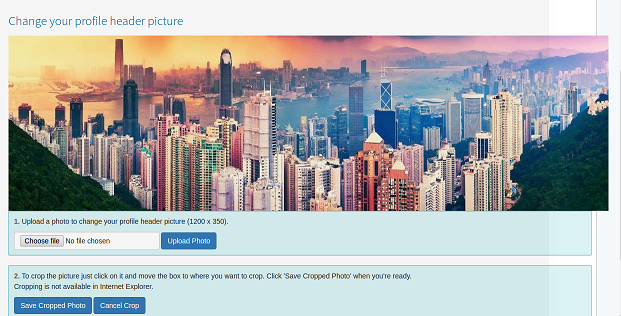 Change your profile header picture
1. Upload a photo to change your profile header picture (1200 x 350).
Choose file No file chosen Upload Photo
2. To crop the picture just click on it and move the box to where you want to crop. Click 'Save Cropped Photo' when you're ready.
Cropping is not available in Internet Explorer.
Save Cropped Photo Cancel Crop